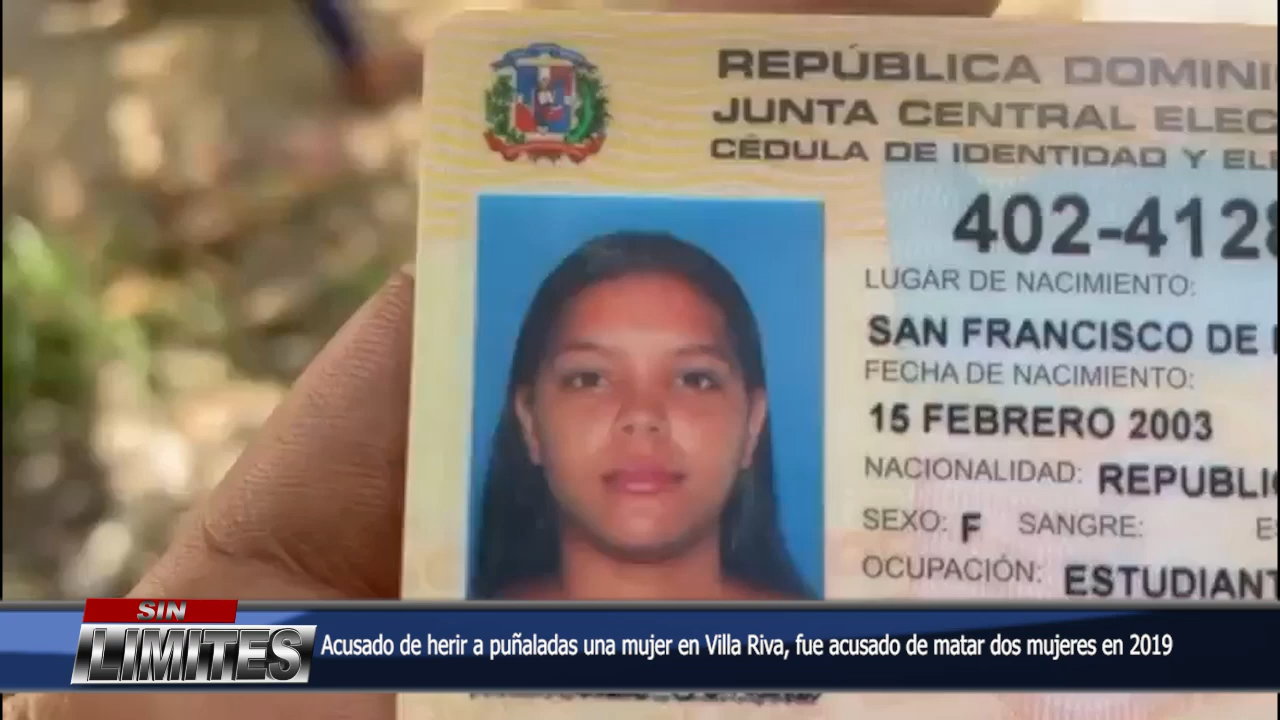 REPÚBLICA DOMINI
JUNTA CENTRAL ELEC
CÉDULA DE IDENTIDAD Y ELE
402-4128
LUGAR DE NACIMIENTO:
SAN FRANCISCO DE
FECHA DE NACIMIENTO:
15 FEBRERO 2003
NACIONALIDAD: REPUBLIC
SEXO: F SANGRE: E
OCUPACIÓN: ESTUDIANT
SIN
LIMITES
Acusado de herir a puñaladas una mujer en Villa Riva, fue acusado de matar dos mujeres en 2019